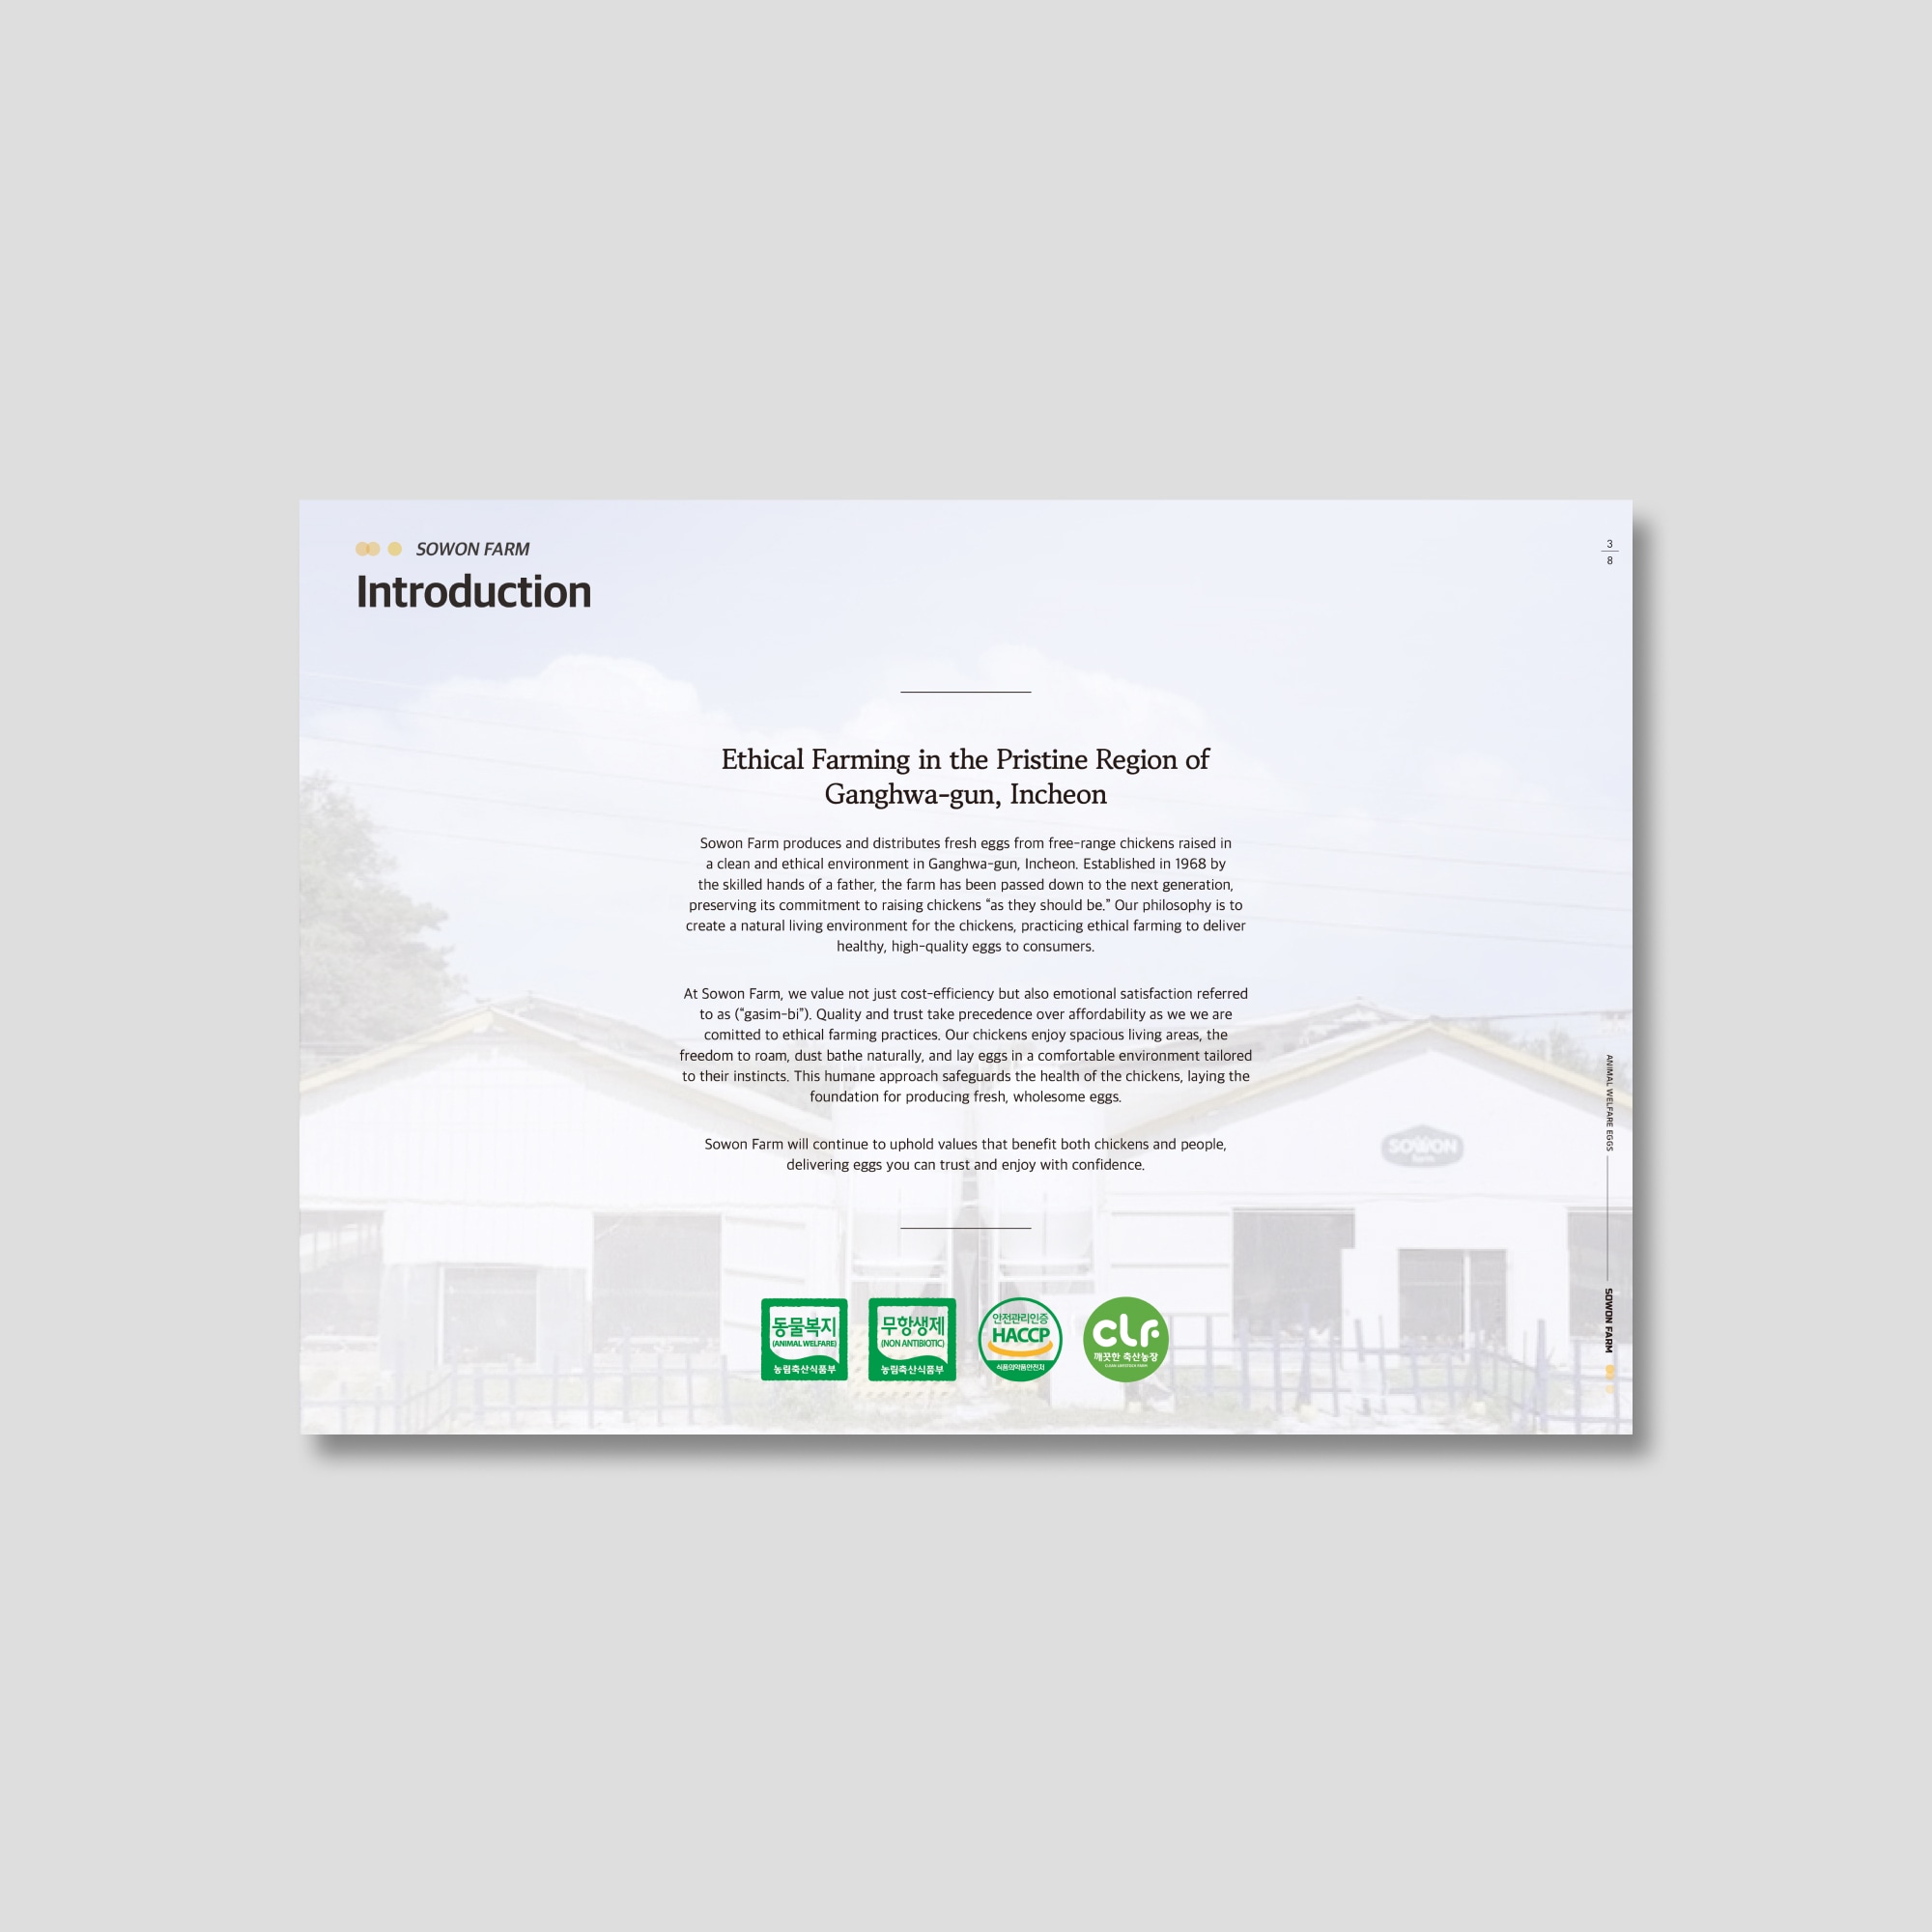 SOWON FARM
Introduction
3
8
Ethical Farming in the Pristine Region of
Ganghwa-gun, Incheon
Sowon Farm produces and distributes fresh eggs from free-range chickens raised in
a clean and ethical environment in Ganghwa-gun, Incheon. Established in 1968 by
the skilled hands of a father, the farm has been passed down to the next generation,
preserving its commitment to raising chickens “as they should be.” Our philosophy is to
create a natural living environment for the chickens, practicing ethical farming to deliver
healthy, high-quality eggs to consumers.
At Sowon Farm, we value not just cost-efficiency but also emotional satisfaction referred
to as (“gasim-bi”). Quality and trust take precedence over affordability as we we are
comitted to ethical farming practices. Our chickens enjoy spacious living areas, the
freedom to roam, dust bathe naturally, and lay eggs in a comfortable environment tailored
to their instincts. This humane approach safeguards the health of the chickens, laying the
foundation for producing fresh, wholesome eggs.
Sowon Farm will continue to uphold values that benefit both chickens and people,
delivering eggs you can trust and enjoy with confidence.
SOWON
farm
ANIMAL WELFARE EGGS
SOWON FARM
동물복지
(ANIMAL WELFARE)
농림축산식품부
무항생제
(NON ANTIBIOTIC)
농림축산식품부
안전관리인증
HACCP
식품의약품안전처
CLF
깨끗한 축산농장
CLEAN LIVESTOCK FARM